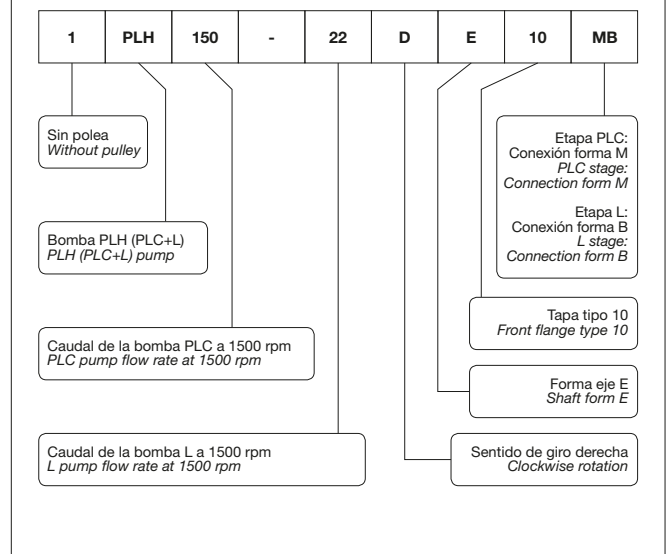 1 PLH 150 - 22 D E 10 MB
Sin polea
Without pulley
Bomba PLH (PLC+L)
PLH (PLC+L) pump
Caudal de la bomba PLC a 1500 rpm
PLC pump flow rate at 1500 rpm
Caudal de la bomba L a 1500 rpm
L pump flow rate at 1500 rpm
Etapa PLC:
Conexión forma M
PLC stage:
Connection form M
Etapa L:
Conexión forma B
L stage:
Connection form B
Tapa tipo 10
Front flange type 10
Forma eje E
Shaft form E
Sentido de giro derecha
Clockwise rotation